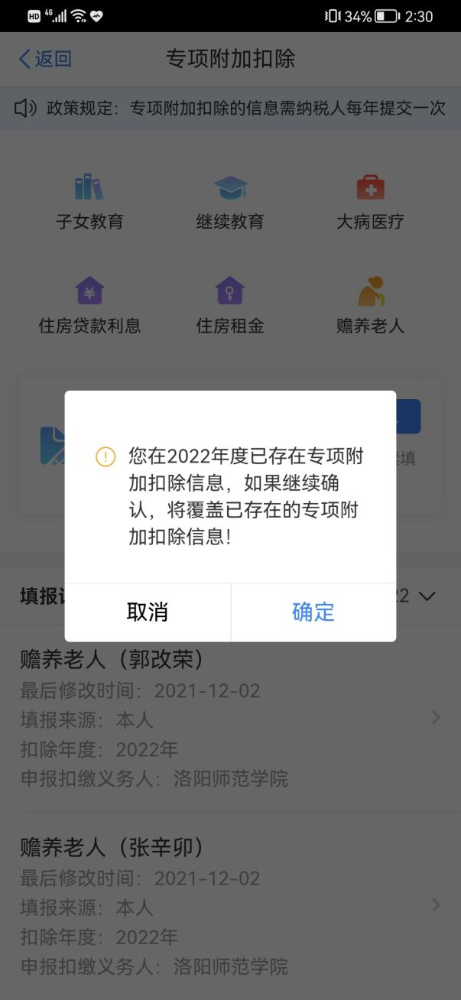 HD 4G 34% 2:30
返回 专项附加扣除
政策规定：专项附加扣除的信息需纳税人每年提交一次
子女教育 继续教育 大病医疗
住房贷款利息 住房租金 赡养老人
您在2022年度已存在专项附
加扣除信息，如果继续确
认，将覆盖已存在的专项附
加扣除信息！
填
取消 确定
填报
22
赡养老人（郭改荣）
最后修改时间：2021-12-02
填报来源：本人
扣除年度：2022年
申报扣缴义务人：洛阳师范学院
赡养老人（张辛卯）
最后修改时间：2021-12-02
填报来源：本人
扣除年度：2022年
申报扣缴义务人：洛阳师范学院